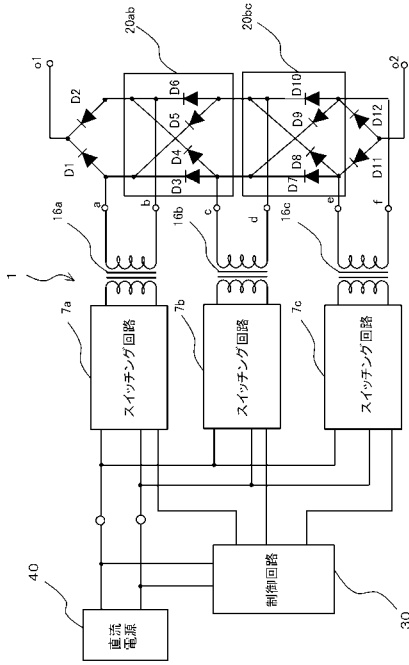 1
40
直流
電源
30
制御回路
7a
スイッチング回路
7b
スイッチング回路
7c
スイッチング回路
16a
16b
16c
a
b
c
d
e
f
20ab
20bc
D1
D2
D3
D4
D5
D6
D7
D8
D9
D10
D11
D12
o1
o2